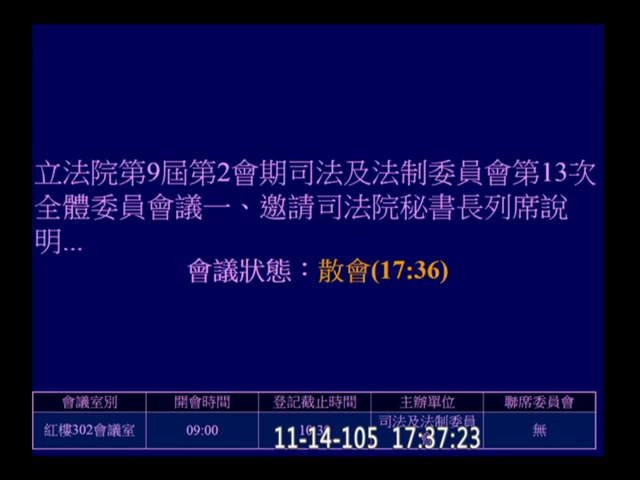 立法院第9屆第2會期司法及法制委員會第13次
全體委員會議一、邀請司法院秘書長列席說
明...
會議狀態：散會(17:36)
會議室別 開會時間 登記截止時間 主辦單位 聯席委員會
紅樓302會議室 09:00 司法及法制委員 無
11-14-105 17:37:23